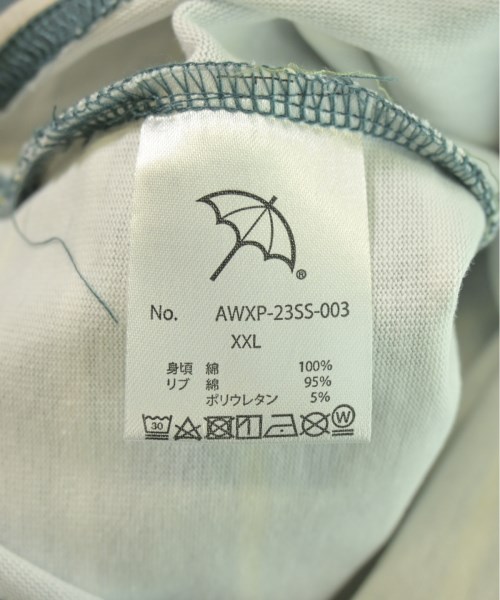 ®
No. AWXP-23SS-003
XXL
身頃 綿 100%
リブ 綿 95%
ポリウレタン 5%
30 W